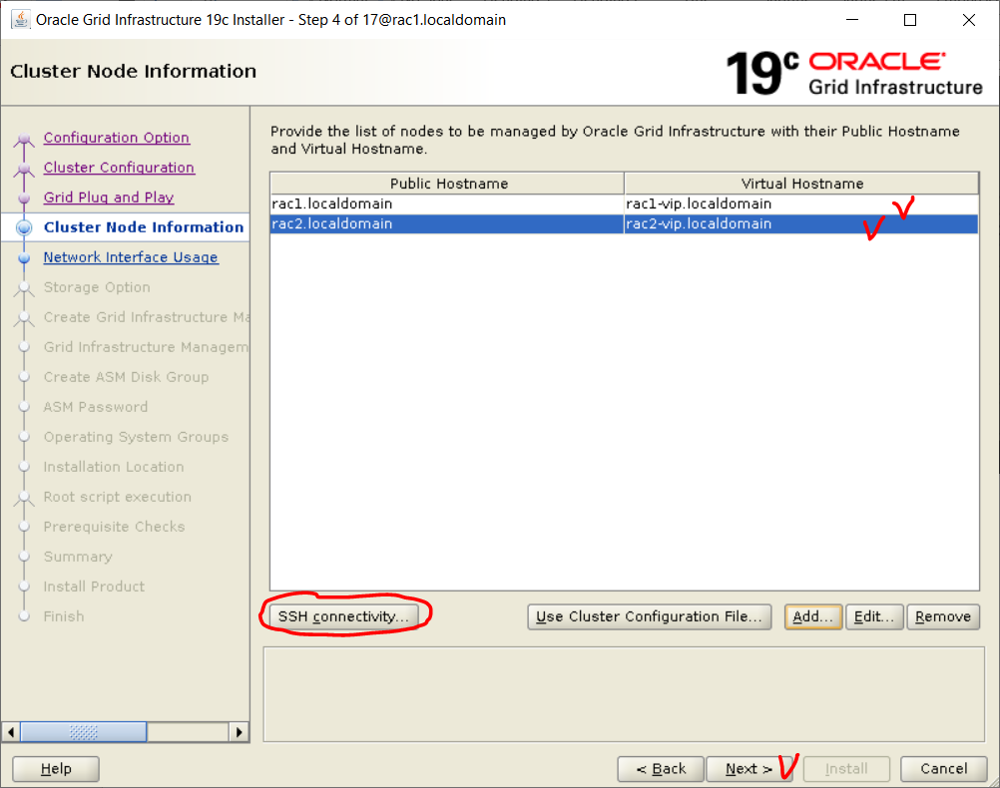 Oracle Grid Infrastructure 19c Installer - Step 4 of 17@rac1.localdomain
Cluster Node Information
19c ORACLE
Grid Infrastructure
Configuration Option
Cluster Configuration
Grid Plug and Play
Cluster Node Information
Network Interface Usage
Storage Option
Create Grid Infrastructure Ma
Grid Infrastructure Managem
Create ASM Disk Group
ASM Password
Operating System Groups
Installation Location
Root script execution
Prerequisite Checks
Summary
Install Product
Finish
Provide the list of nodes to be managed by Oracle Grid Infrastructure with their Public Hostname
and Virtual Hostname.
Public Hostname Virtual Hostname
rac1.localdomain rac1-vip.localdomain
rac2.localdomain rac2-vip.localdomain
SSH connectivity... Use Cluster Configuration File... Add... Edit... Remove
Help < Back Next > Install Cancel